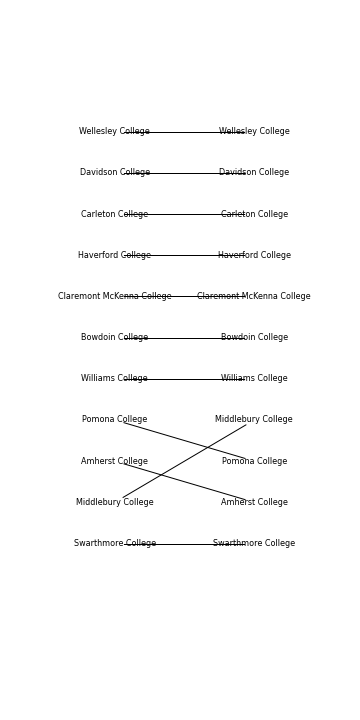 Wellesley College Wellesley College
Davidson College Davidson College
Carleton College Carleton College
Haverford College Haverford College
Claremont McKenna College Claremont McKenna College
Bowdoin College Bowdoin College
Williams College Williams College
Pomona College Middlebury College
Amherst College Pomona College
Middlebury College Amherst College
Swarthmore College Swarthmore College